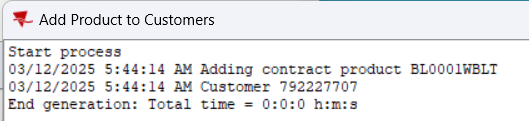 Add Product to Customers
Start process
03/12/2025 5:44:14 AM Adding contract product BL0001WBLT
03/12/2025 5:44:14 AM Customer 792227707
End generation: Total time = 0:0:0 h:m:s